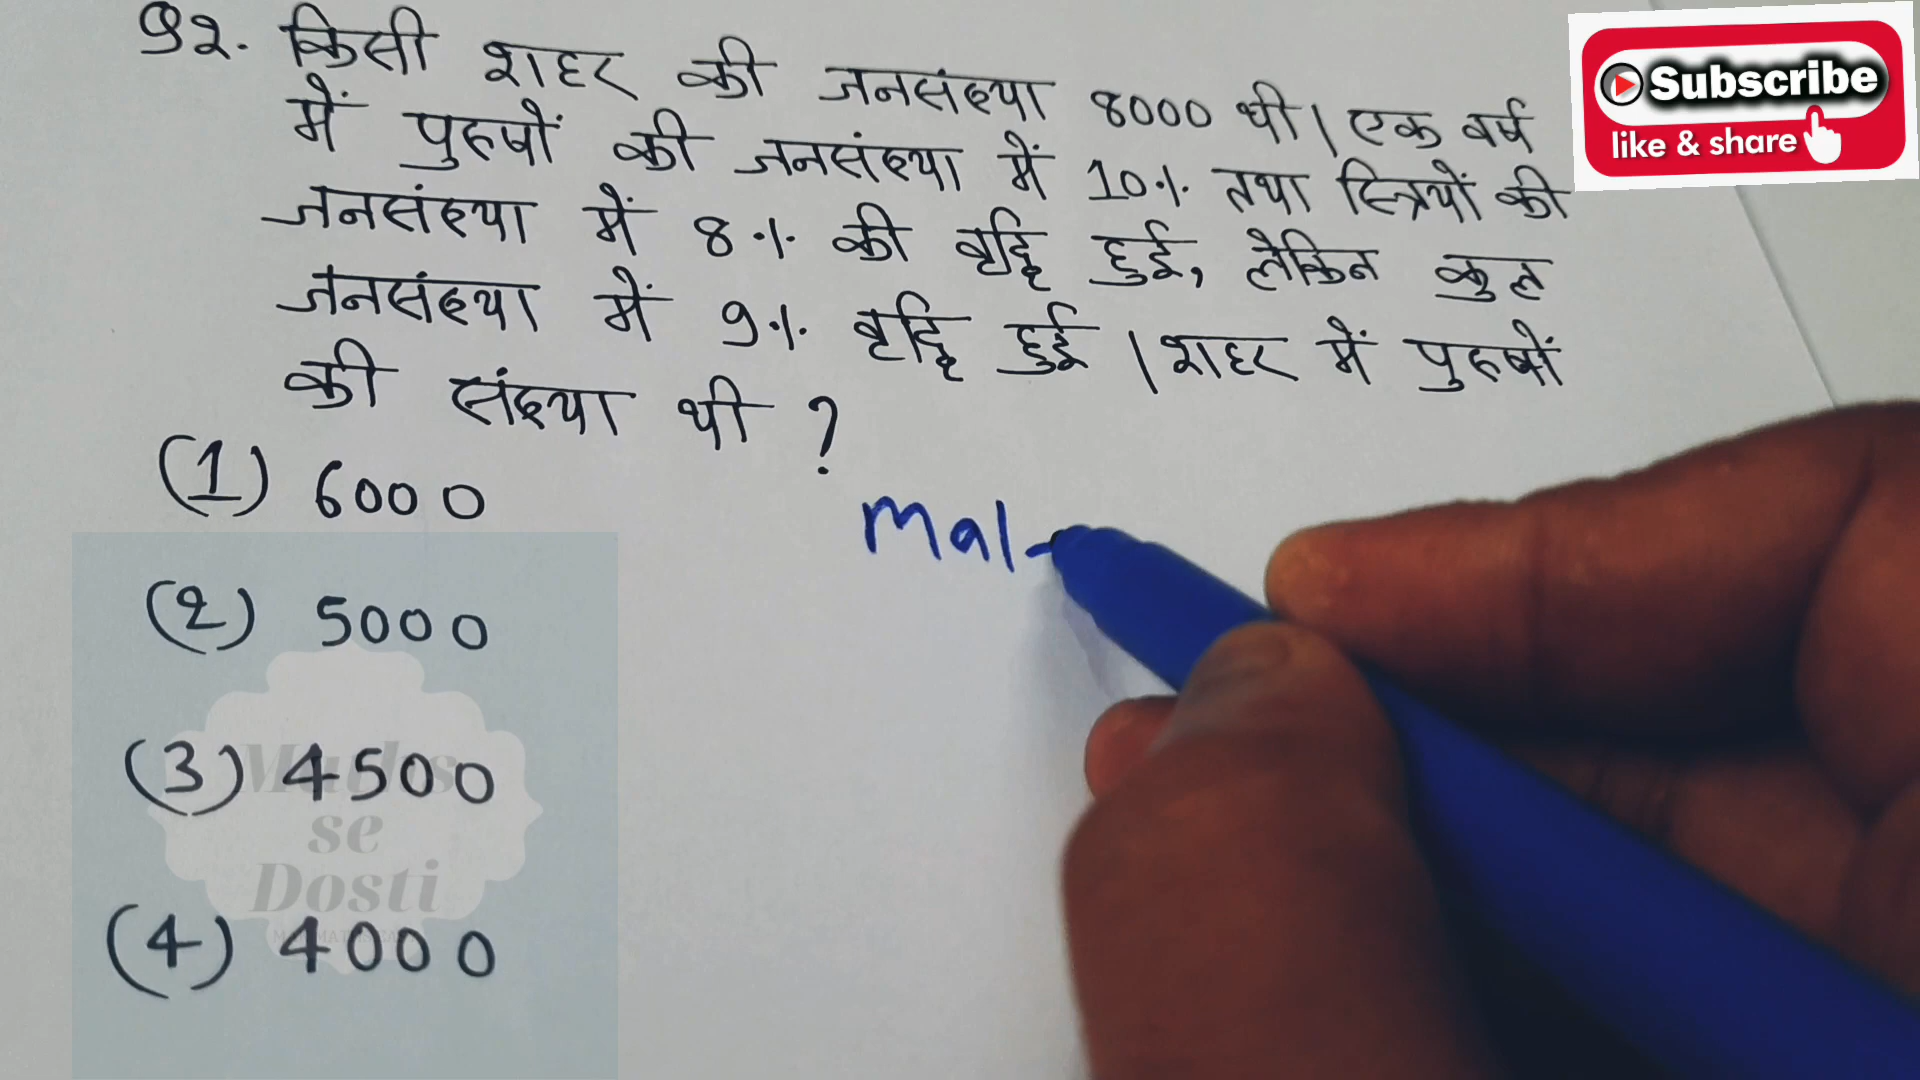 Q2. किसी शहर की जनसंख्या 8000 थी। एक वर्ष
में पुरुषों की जनसंख्या में 10% तथा स्त्रियों की
जनसंख्या में 8% की वृद्धि हुई, लेकिन कुल
जनसंख्या में 9% वृद्धि हुई। शहर में पुरुषों
की संख्या थी ?
(1) 6000
(2) 5000
(3) 4500
(4) 4000
Mal-
Subscribe
like & share
Maths
se
Dosti